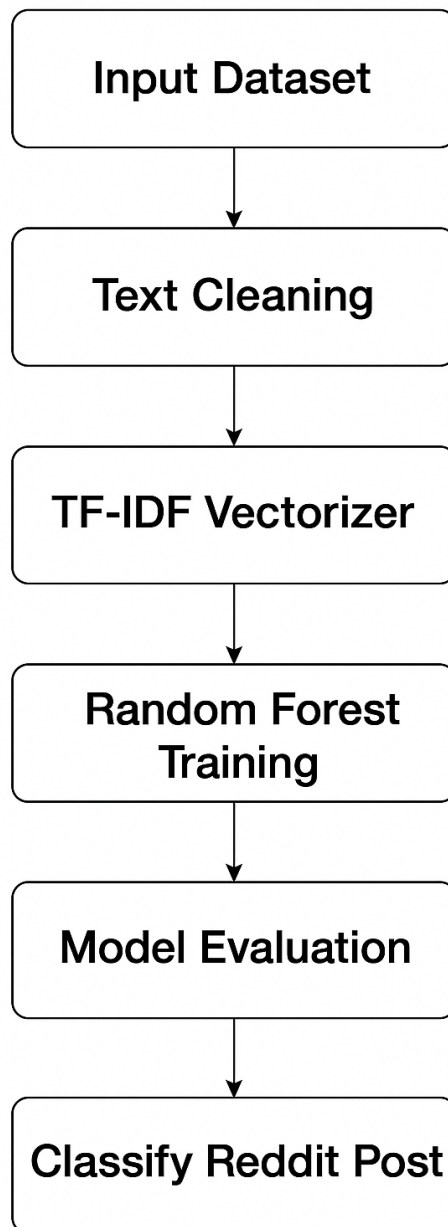 Input Dataset
Text Cleaning
TF-IDF Vectorizer
Random Forest
Training
Model Evaluation
Classify Reddit Post